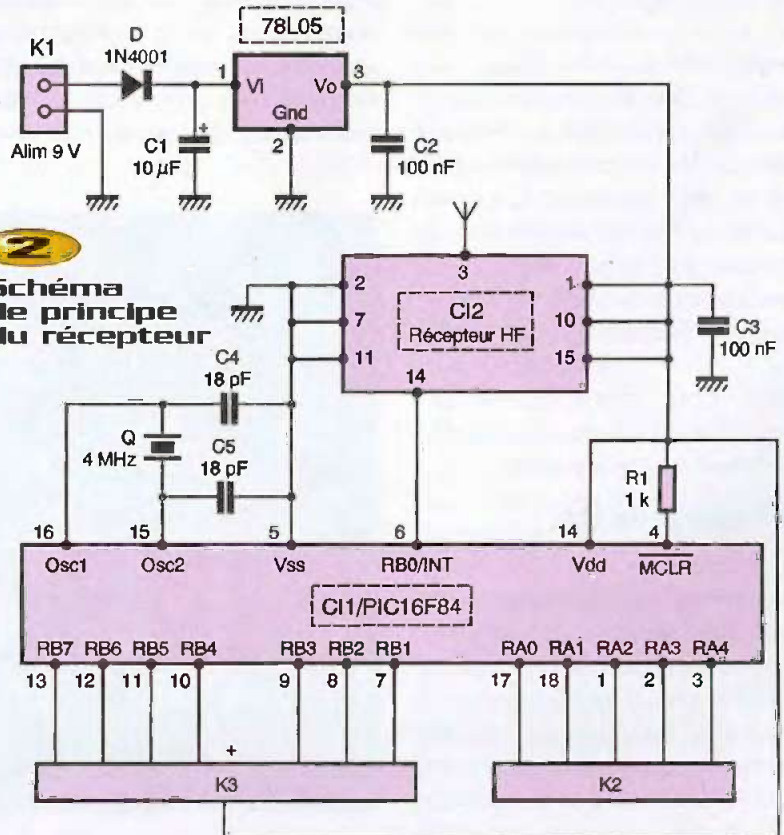 78L05
K1
D
1N4001
1
3
Vi
Vo
Gnd
2
+
C1
10 µF
C2
100 nF
Alim 9 V
2
Schéma
de principe
du récepteur
3
CI2
Récepteur HF
2
7
11
1
10
15
14
C3
100 nF
C4
18 pF
Q
4 MHz
C5
18 pF
R1
1 k
16
15
5
6
14
4
Osc1
Osc2
Vss
RB0/INT
Vdd
MCLR
CI1/PIC16F84
RB7
RB6
RB5
RB4
RB3
RB2
RB1
RA0
RA1
RA2
RA3
RA4
13
12
11
10
9
8
7
17
18
1
2
3
+
K3
K2